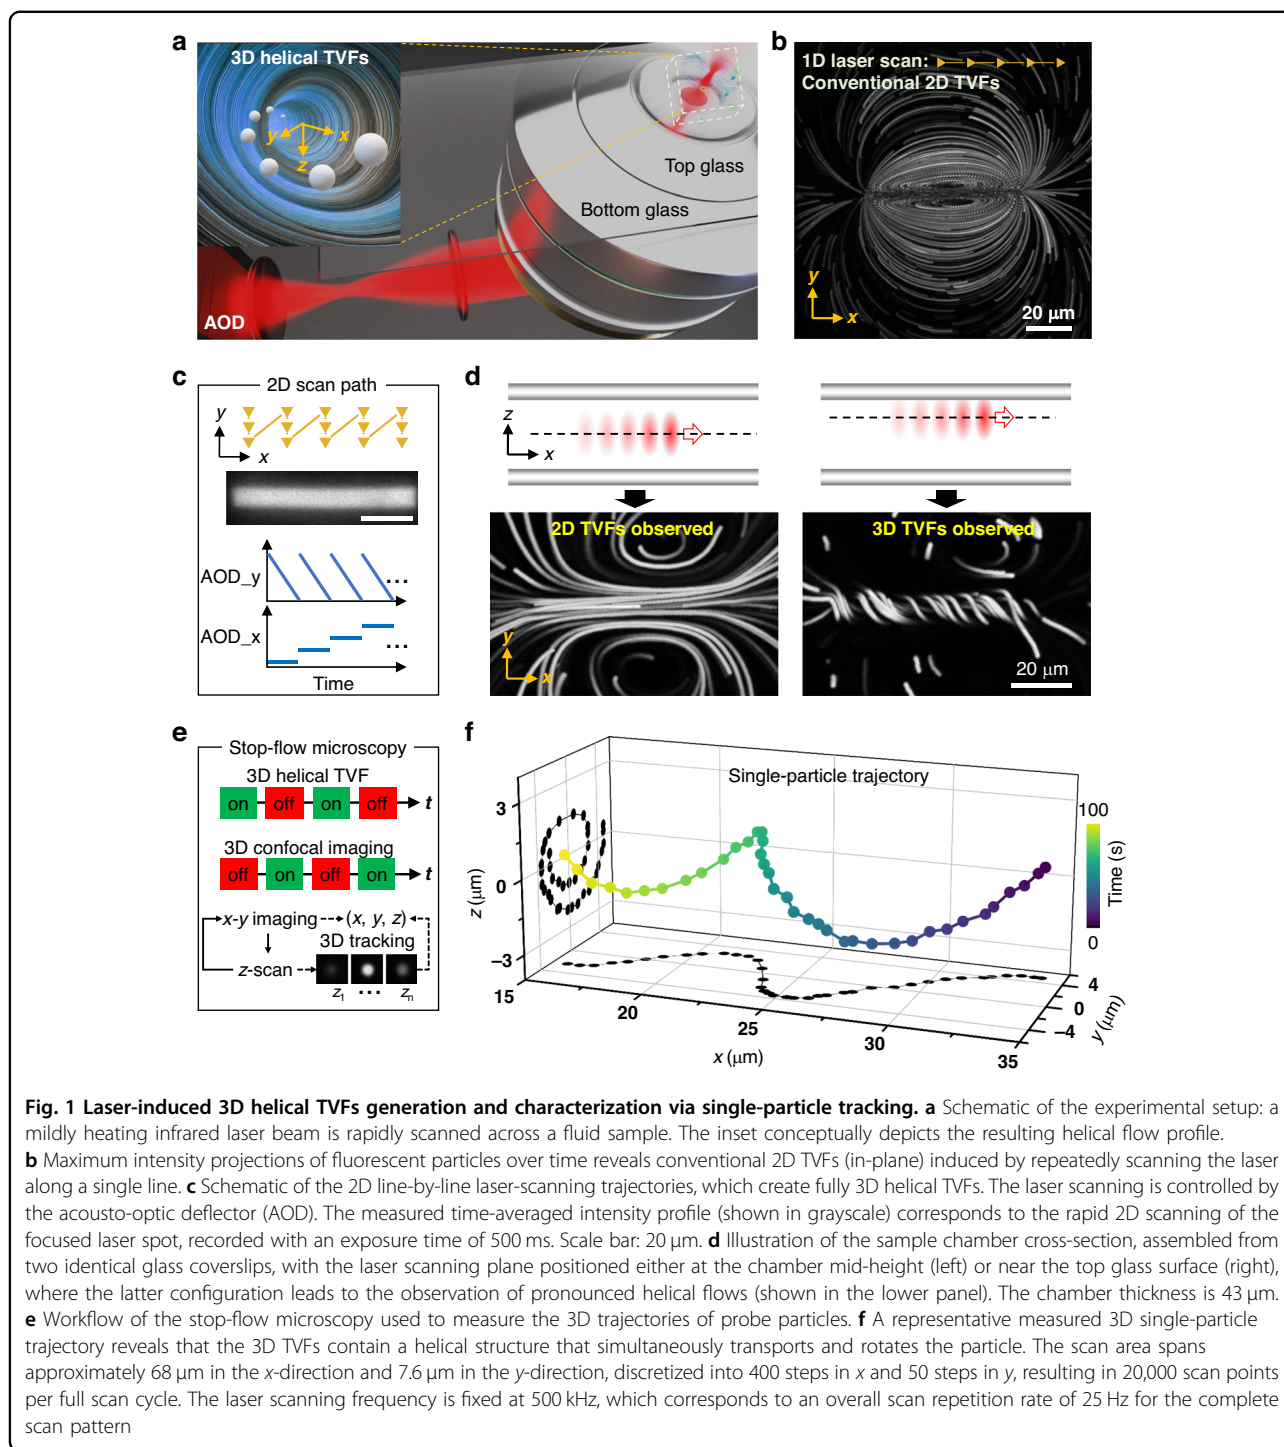 a
3D helical TVFs
y
x
z
Top glass
Bottom glass
AOD
b
1D laser scan:
Conventional 2D TVFs
y
x
20 μm
c
2D scan path
y
x
AOD_y
...
AOD_x
...
Time
d
z
x
2D TVFs observed
3D TVFs observed
y
x
20 μm
e
Stop-flow microscopy
3D helical TVF
on off on off t
3D confocal imaging
off on off on t
x-y imaging (x, y, z)
3D tracking
z-scan
z1 ... zn
f
Single-particle trajectory
3
0
−3
z (μm)
15
20
25
30
35
x (μm)
4
0
−4
y (μm)
100
0
Time (s)
Fig. 1 Laser-induced 3D helical TVFs generation and characterization via single-particle tracking. a Schematic of the experimental setup: a
mildly heating infrared laser beam is rapidly scanned across a fluid sample. The inset conceptually depicts the resulting helical flow profile.
b Maximum intensity projections of fluorescent particles over time reveals conventional 2D TVFs (in-plane) induced by repeatedly scanning the laser
along a single line. c Schematic of the 2D line-by-line laser-scanning trajectories, which create fully 3D helical TVFs. The laser scanning is controlled by
the acousto-optic deflector (AOD). The measured time-averaged intensity profile (shown in grayscale) corresponds to the rapid 2D scanning of the
focused laser spot, recorded with an exposure time of 500 ms. Scale bar: 20 μm. d Illustration of the sample chamber cross-section, assembled from
two identical glass coverslips, with the laser scanning plane positioned either at the chamber mid-height (left) or near the top glass surface (right),
where the latter configuration leads to the observation of pronounced helical flows (shown in the lower panel). The chamber thickness is 43 μm.
e Workflow of the stop-flow microscopy used to measure the 3D trajectories of probe particles. f A representative measured 3D single-particle
trajectory reveals that the 3D TVFs contain a helical structure that simultaneously transports and rotates the particle. The scan area spans
approximately 68 μm in the x-direction and 7.6 μm in the y-direction, discretized into 400 steps in x and 50 steps in y, resulting in 20,000 scan points
per full scan cycle. The laser scanning frequency is fixed at 500 kHz, which corresponds to an overall scan repetition rate of 25 Hz for the complete
scan pattern